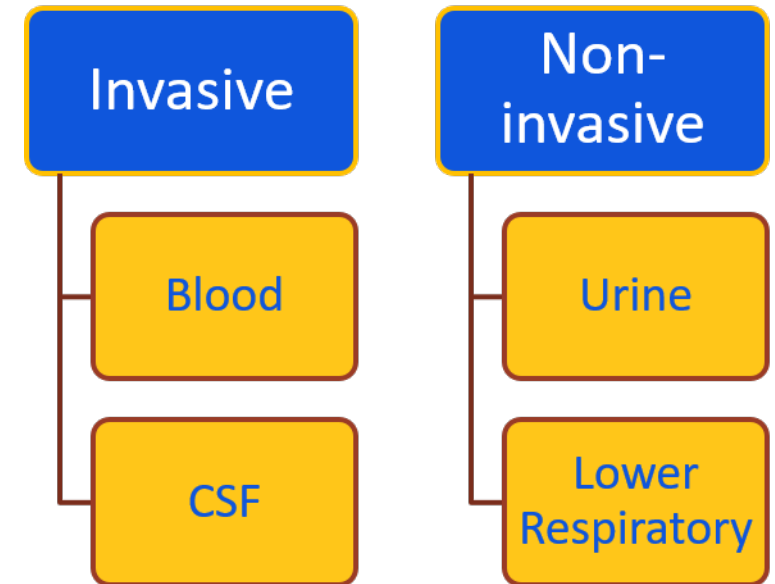 Invasive
Blood
CSF
Non-
invasive
Urine
Lower
Respiratory